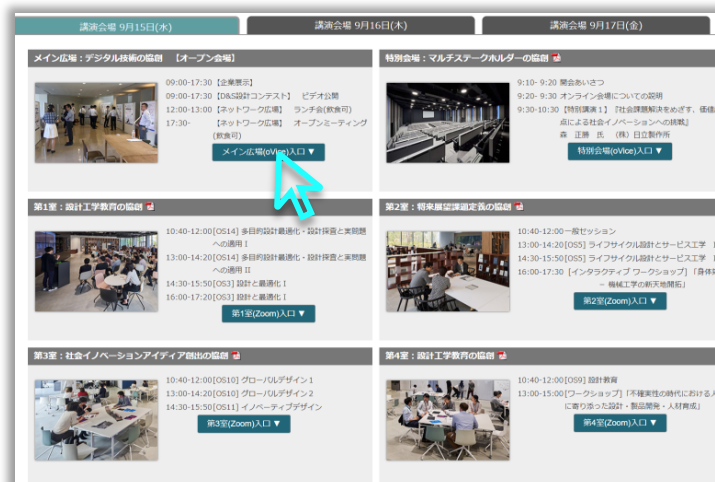 講演会場 9月15日(水)
講演会場 9月16日(木)
講演会場 9月17日(金)
メイン広場：デジタル技術の協創 【オープン会場】
09:00-17:30【企業展示】
09:00-17:30【D&S設計コンテスト】 ビデオ公開
12:00-13:00【ネットワーク広場】 ランチ会(飲食可)
17:30- 【ネットワーク広場】 オープンミーティング
(飲食可)
メイン広場(oVice)入口 ▼
特別会場：マルチステークホルダーの協創
9:10- 9:20 開会あいさつ
9:20- 9:30 オンライン会場についての説明
9:30-10:30【特別講演１】『社会課題解決をめざす、価値
点による社会イノベーションへの挑戦』
森 正勝 氏 （株）日立製作所
特別会場(oVice)入口 ▼
第1室：設計工学教育の協創
10:40-12:00[OS14] 多目的設計最適化・設計探査と実問題
への適用 I
13:00-14:20[OS14] 多目的設計最適化・設計探査と実問題
への適用 II
14:30-15:50[OS3] 設計と最適化 I
16:00-17:20[OS3] 設計と最適化 I
第1室(Zoom)入口 ▼
第2室：将来展望課題定義の協創
10:40-12:00一般セッション
13:00-14:20[OS5] ライフサイクル設計とサービス工学
14:30-15:50[OS5] ライフサイクル設計とサービス工学
16:00-17:30 [インタラクティブ ワークショップ]「身体
－ 機械工学の新天地開拓」
第2室(Zoom)入口 ▼
第3室：社会イノベーションアイディア創出の協創
10:40-12:00[OS10] グローバルデザイン１
13:00-14:20[OS10] グローバルデザイン２
14:30-15:50[OS11] イノベーティブデザイン
第3室(Zoom)入口 ▼
第4室：設計工学教育の協創
10:40-12:00[OS9] 設計教育
13:00-15:00[ワークショップ]「不確実性の時代における人
に寄り添った設計・製品開発・人材育成」
第4室(Zoom)入口 ▼